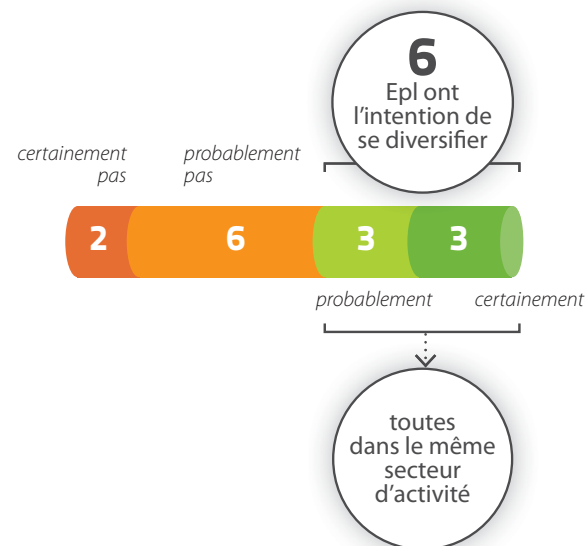 6
Epl ont
l'intention de
se diversifier
certainement
pas
probablement
pas
2 6 3 3
probablement certainement
toutes
dans le même
secteur
d'activité